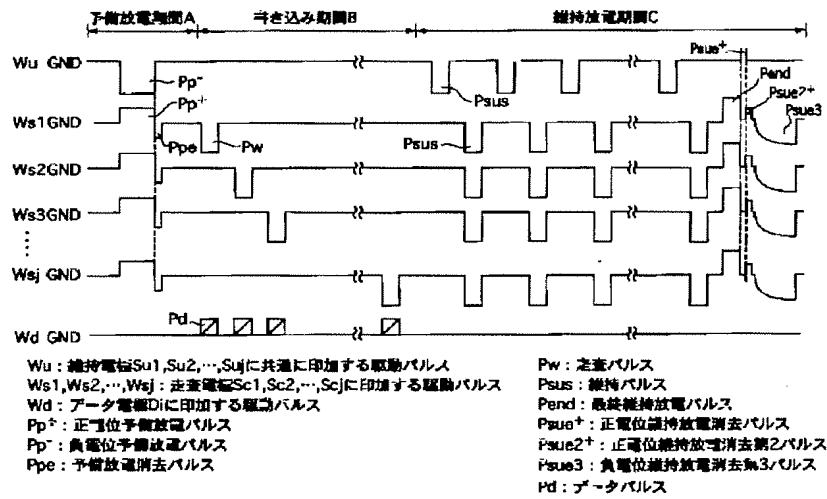 予備放電期間A 書き込み期間B 維持放電期間C
Psue+
Wu GND
Pp-
Pend
Psus
Psue2+
Pp+
Psue3
Ws1GND
Ppe
Pw
Psus
Ws2GND
Ws3GND
Wsj GND
Pd
Wd GND
Wu：維持電極Su1,Su2,…,Sujに共通に印加する駆動パルス
Ws1,Ws2,…,Wsj：走査電極Sc1,Sc2,…,Scjに印加する駆動パルス
Wd：データ電極Diに印加する駆動パルス
Pp+：正電位予備放電パルス
Pp-：負電位予備放電パルス
Ppe：予備放電消去パルス
Pw：走査パルス
Psus：維持パルス
Pend：最終維持放電パルス
Psue+：正電位維持放電消去パルス
Psue2+：正電位維持放電消去第2パルス
Psue3：負電位維持放電消去第3パルス
Pd：データパルス